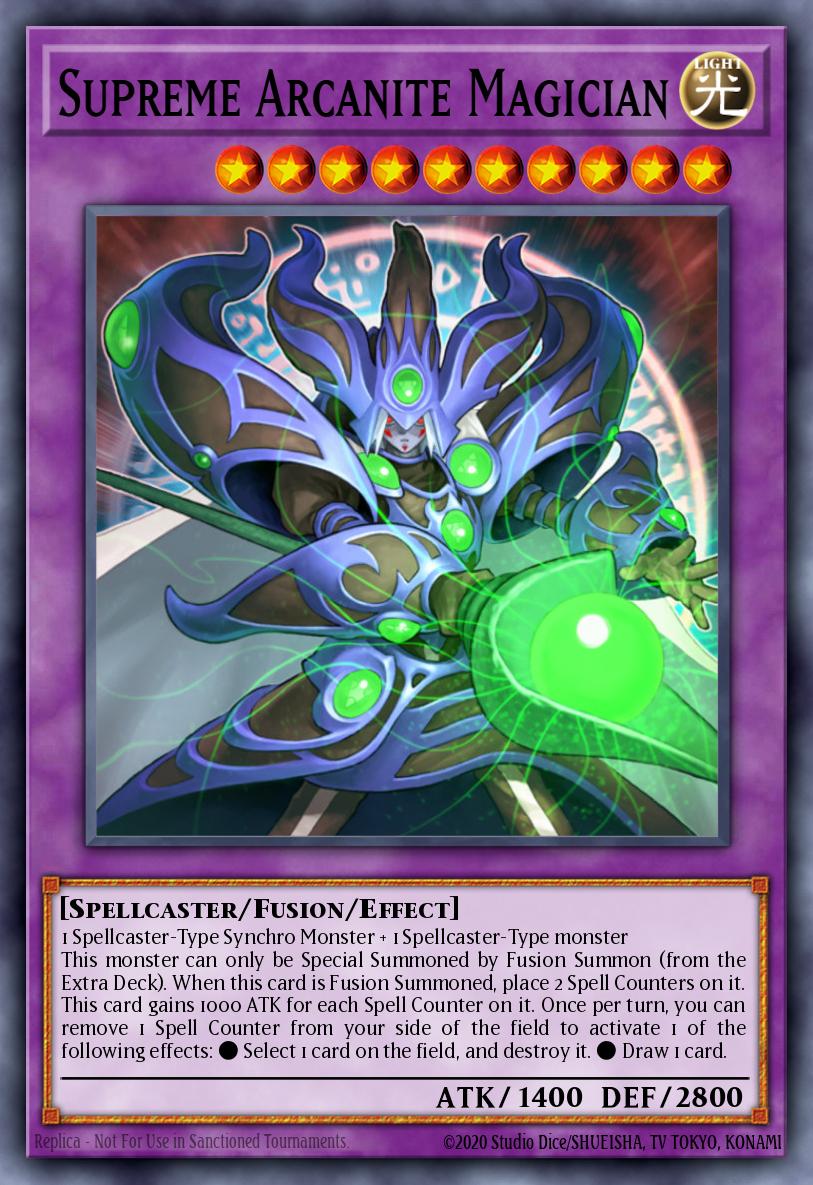 Supreme Arcanite Magician
LIGHT
光
[Spellcaster/Fusion/Effect]
1 Spellcaster-Type Synchro Monster + 1 Spellcaster-Type monster
This monster can only be Special Summoned by Fusion Summon (from the
Extra Deck). When this card is Fusion Summoned, place 2 Spell Counters on it.
This card gains 1000 ATK for each Spell Counter on it. Once per turn, you can
remove 1 Spell Counter from your side of the field to activate 1 of the
following effects: ● Select 1 card on the field, and destroy it. ● Draw 1 card.
ATK/1400 DEF/2800
Replica - Not For Use in Sanctioned Tournaments.
©2020 Studio Dice/SHUEISHA, TV TOKYO, KONAMI